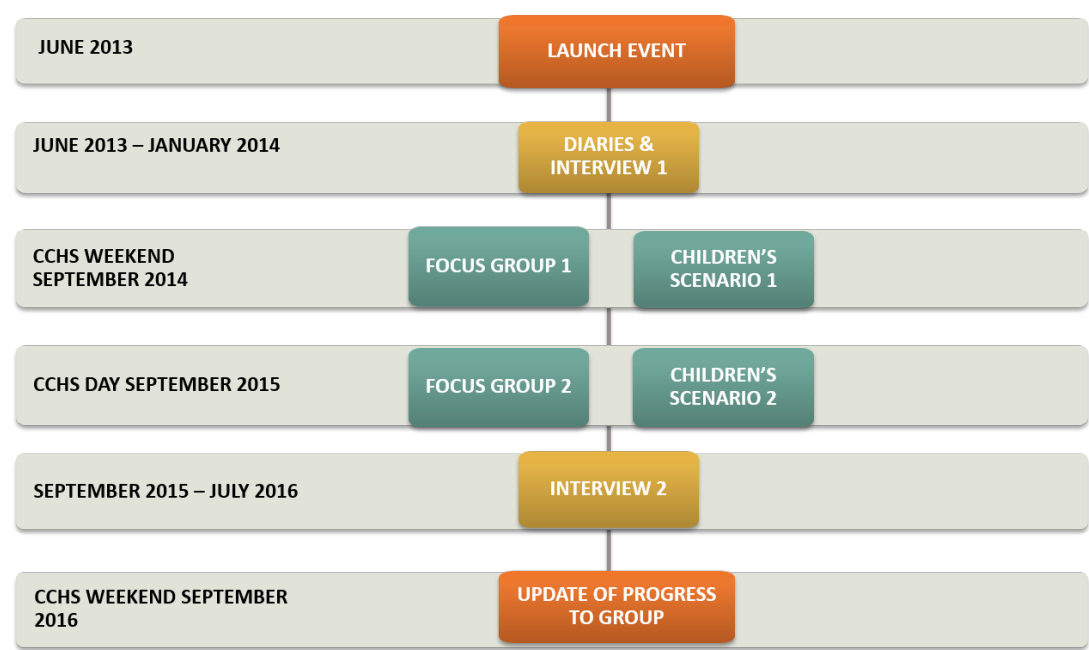 JUNE 2013
LAUNCH EVENT
JUNE 2013 – JANUARY 2014
DIARIES &
INTERVIEW 1
CCHS WEEKEND
SEPTEMBER 2014
FOCUS GROUP 1
CHILDREN’S
SCENARIO 1
CCHS DAY SEPTEMBER 2015
FOCUS GROUP 2
CHILDREN’S
SCENARIO 2
SEPTEMBER 2015 – JULY 2016
INTERVIEW 2
CCHS WEEKEND SEPTEMBER
2016
UPDATE OF PROGRESS
TO GROUP